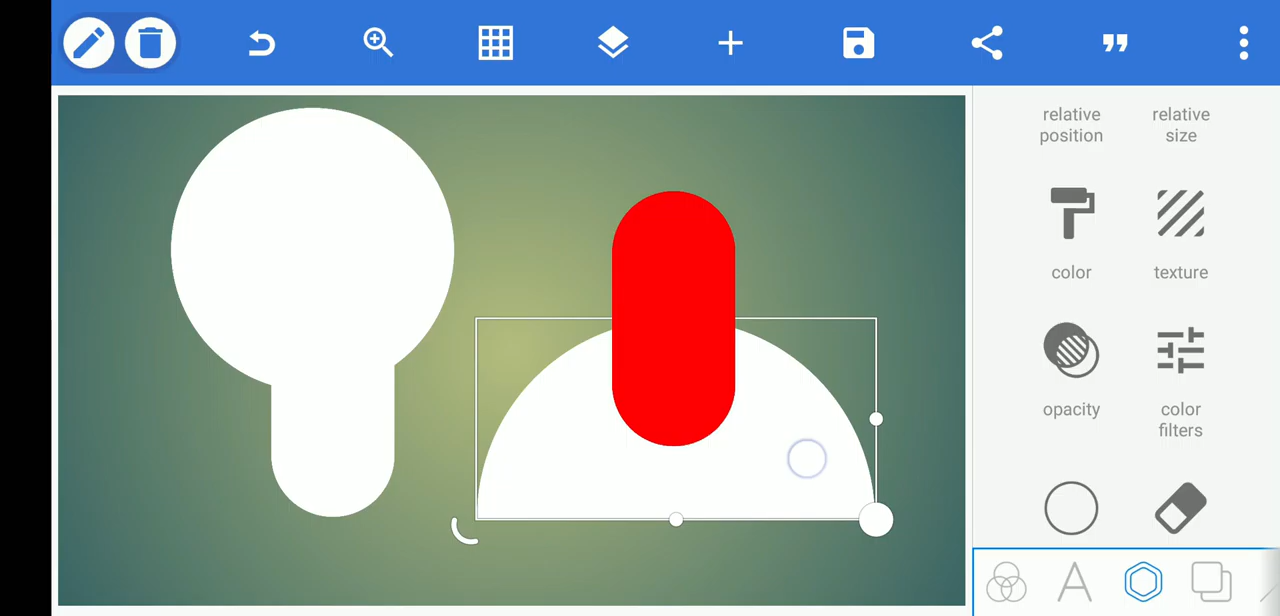 relative
position
relative
size
color
texture
opacity
color
filters